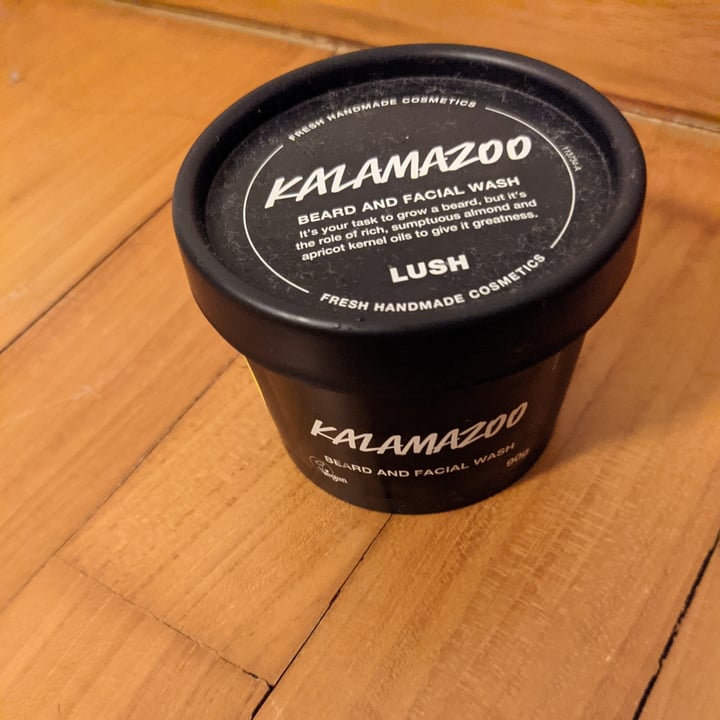 FRESH HANDMADE COSMETICS
KALAMAZOO
BEARD AND FACIAL WASH
It's your task to grow a beard, but it's
the role of rich, sumptuous almond and
apricot kernel oils to give it greatness.
LUSH
FRESH HANDMADE COSMETICS
KALAMAZOO
BEARD AND FACIAL WASH
90g
vegan